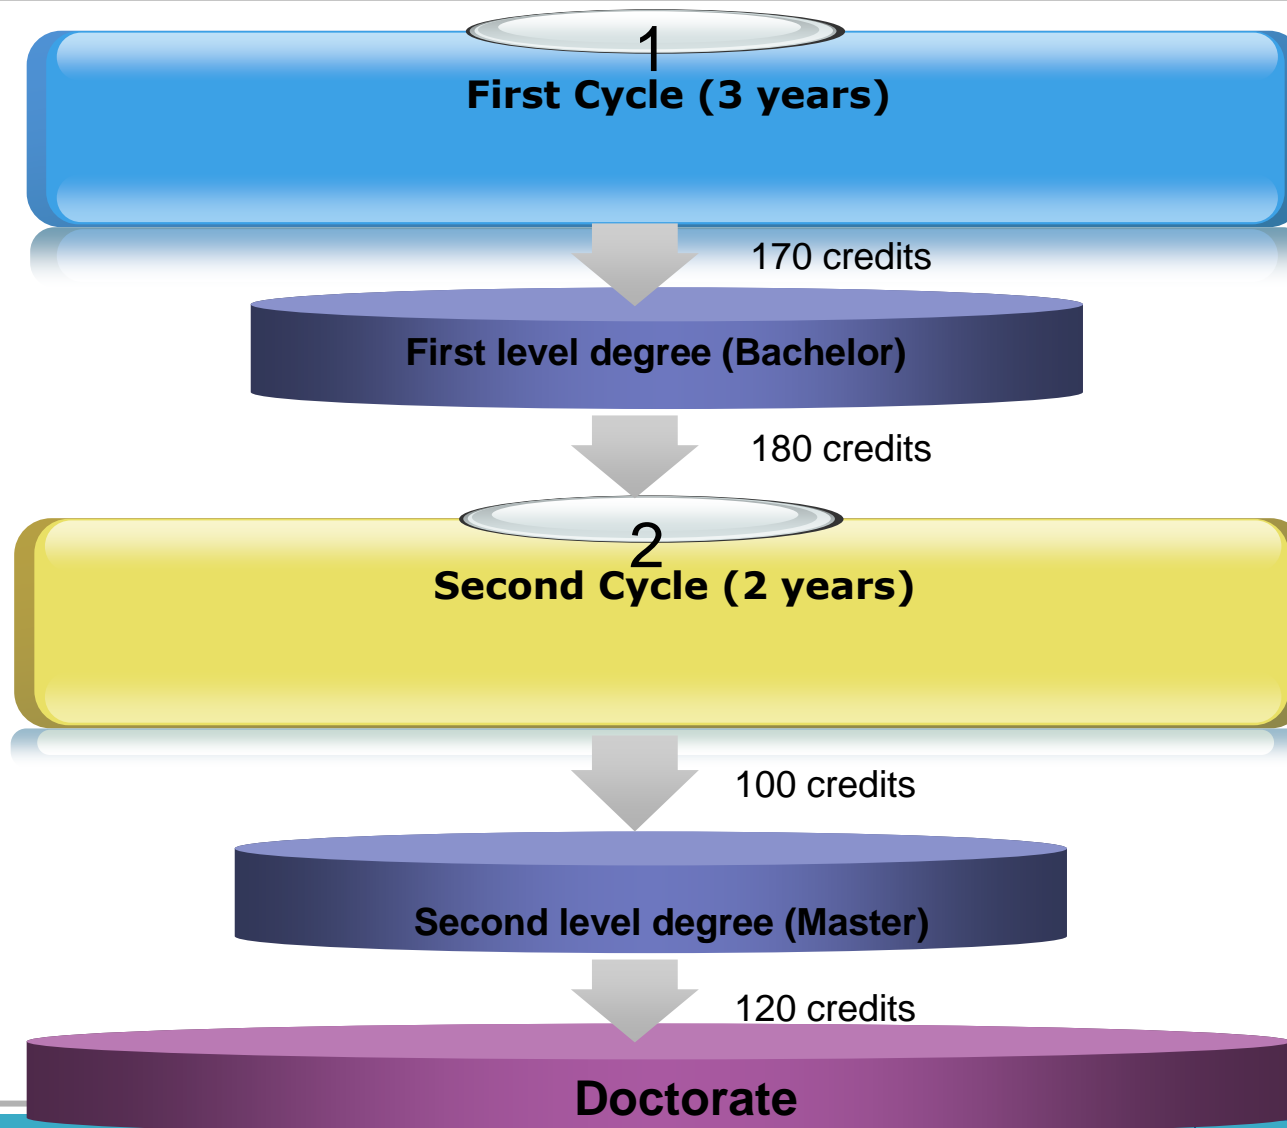 1
First Cycle (3 years)
170 credits
First level degree (Bachelor)
180 credits
2
Second Cycle (2 years)
100 credits
Second level degree (Master)
120 credits
Doctorate